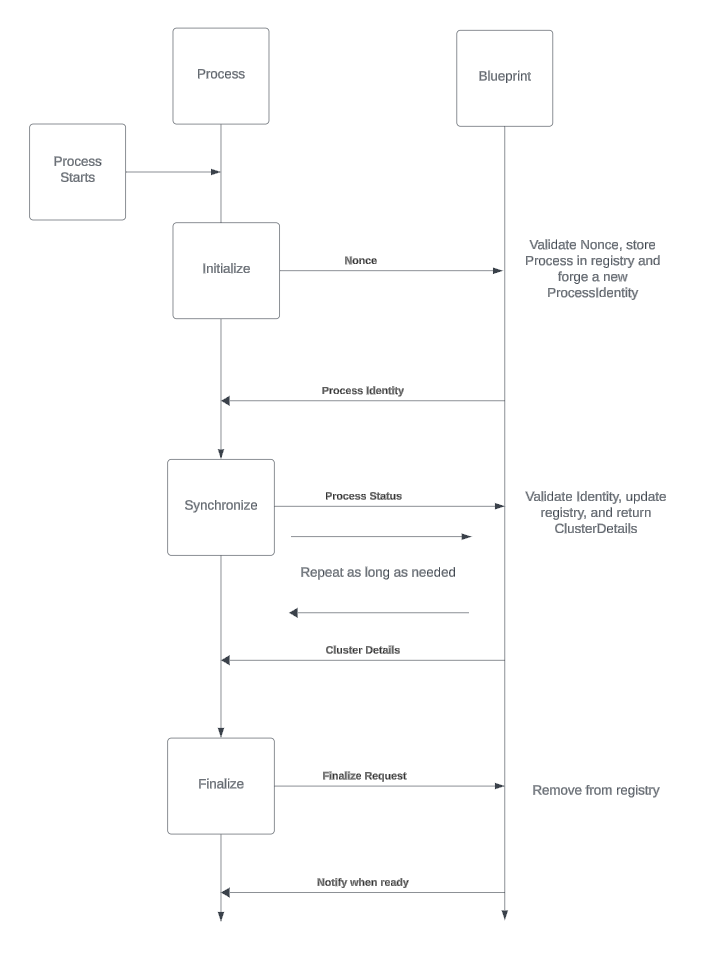 Process
Blueprint
Process
Starts
Initialize
Nonce
Validate Nonce, store
Process in registry and
forge a new
ProcessIdentity
Process Identity
Synchronize
Process Status
Validate Identity, update
registry, and return
ClusterDetails
Repeat as long as needed
Cluster Details
Finalize
Finalize Request
Remove from registry
Notify when ready